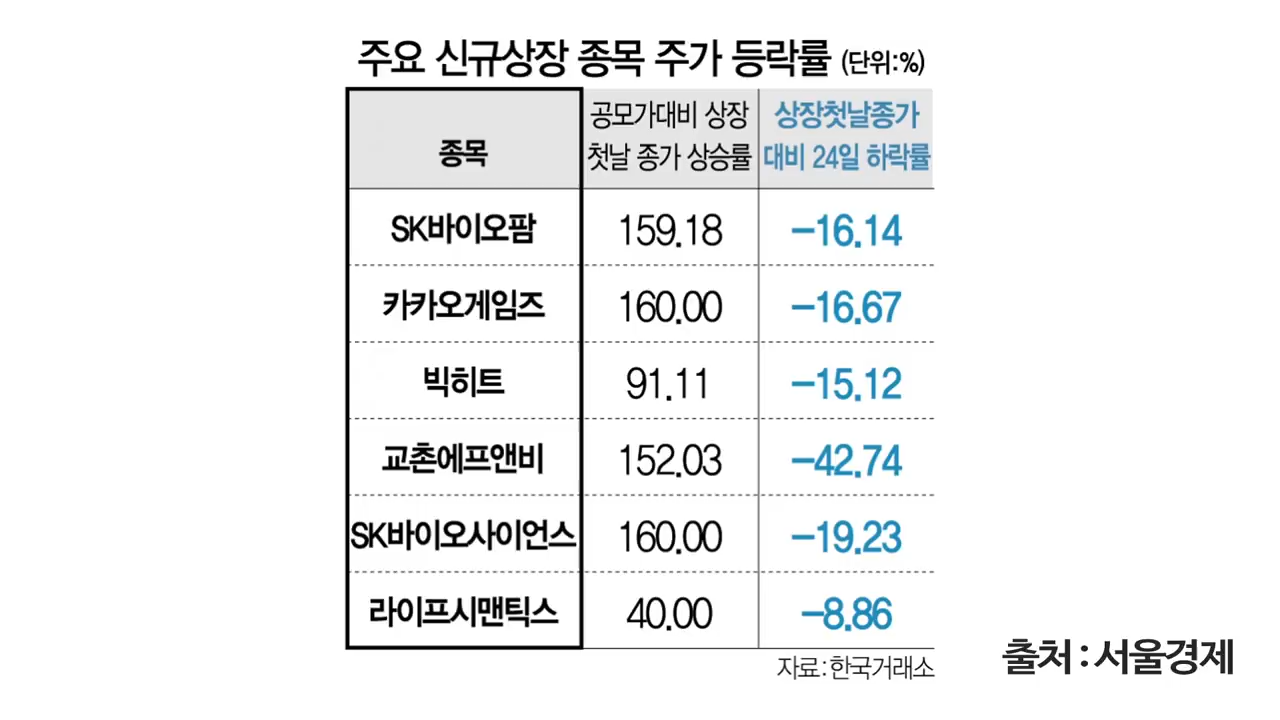 주요 신규상장 종목 주가 등락률 (단위:%)
종목
공모가대비 상장
첫날 종가 상승률
상장첫날종가
대비 24일 하락률
SK바이오팜 159.18 -16.14
카카오게임즈 160.00 -16.67
빅히트 91.11 -15.12
교촌에프앤비 152.03 -42.74
SK바이오사이언스 160.00 -19.23
라이프시맨틱스 40.00 -8.86
자료:한국거래소
출처:서울경제